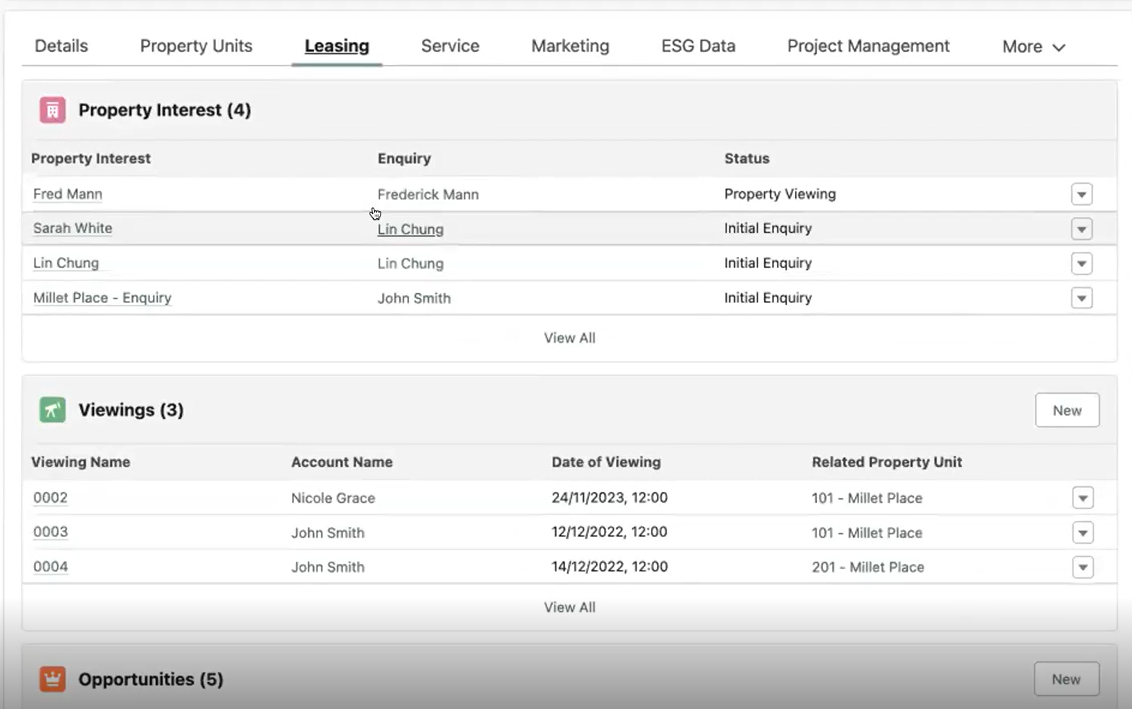 Details Property Units Leasing Service Marketing ESG Data Project Management More
Property Interest (4)
Property Interest Enquiry Status
Fred Mann Frederick Mann Property Viewing
Sarah White Lin Chung Initial Enquiry
Lin Chung Lin Chung Initial Enquiry
Millet Place - Enquiry John Smith Initial Enquiry
View All
Viewings (3) New
Viewing Name Account Name Date of Viewing Related Property Unit
0002 Nicole Grace 24/11/2023, 12:00 101 - Millet Place
0003 John Smith 12/12/2022, 12:00 101 - Millet Place
0004 John Smith 14/12/2022, 12:00 201 - Millet Place
View All
Opportunities (5) New